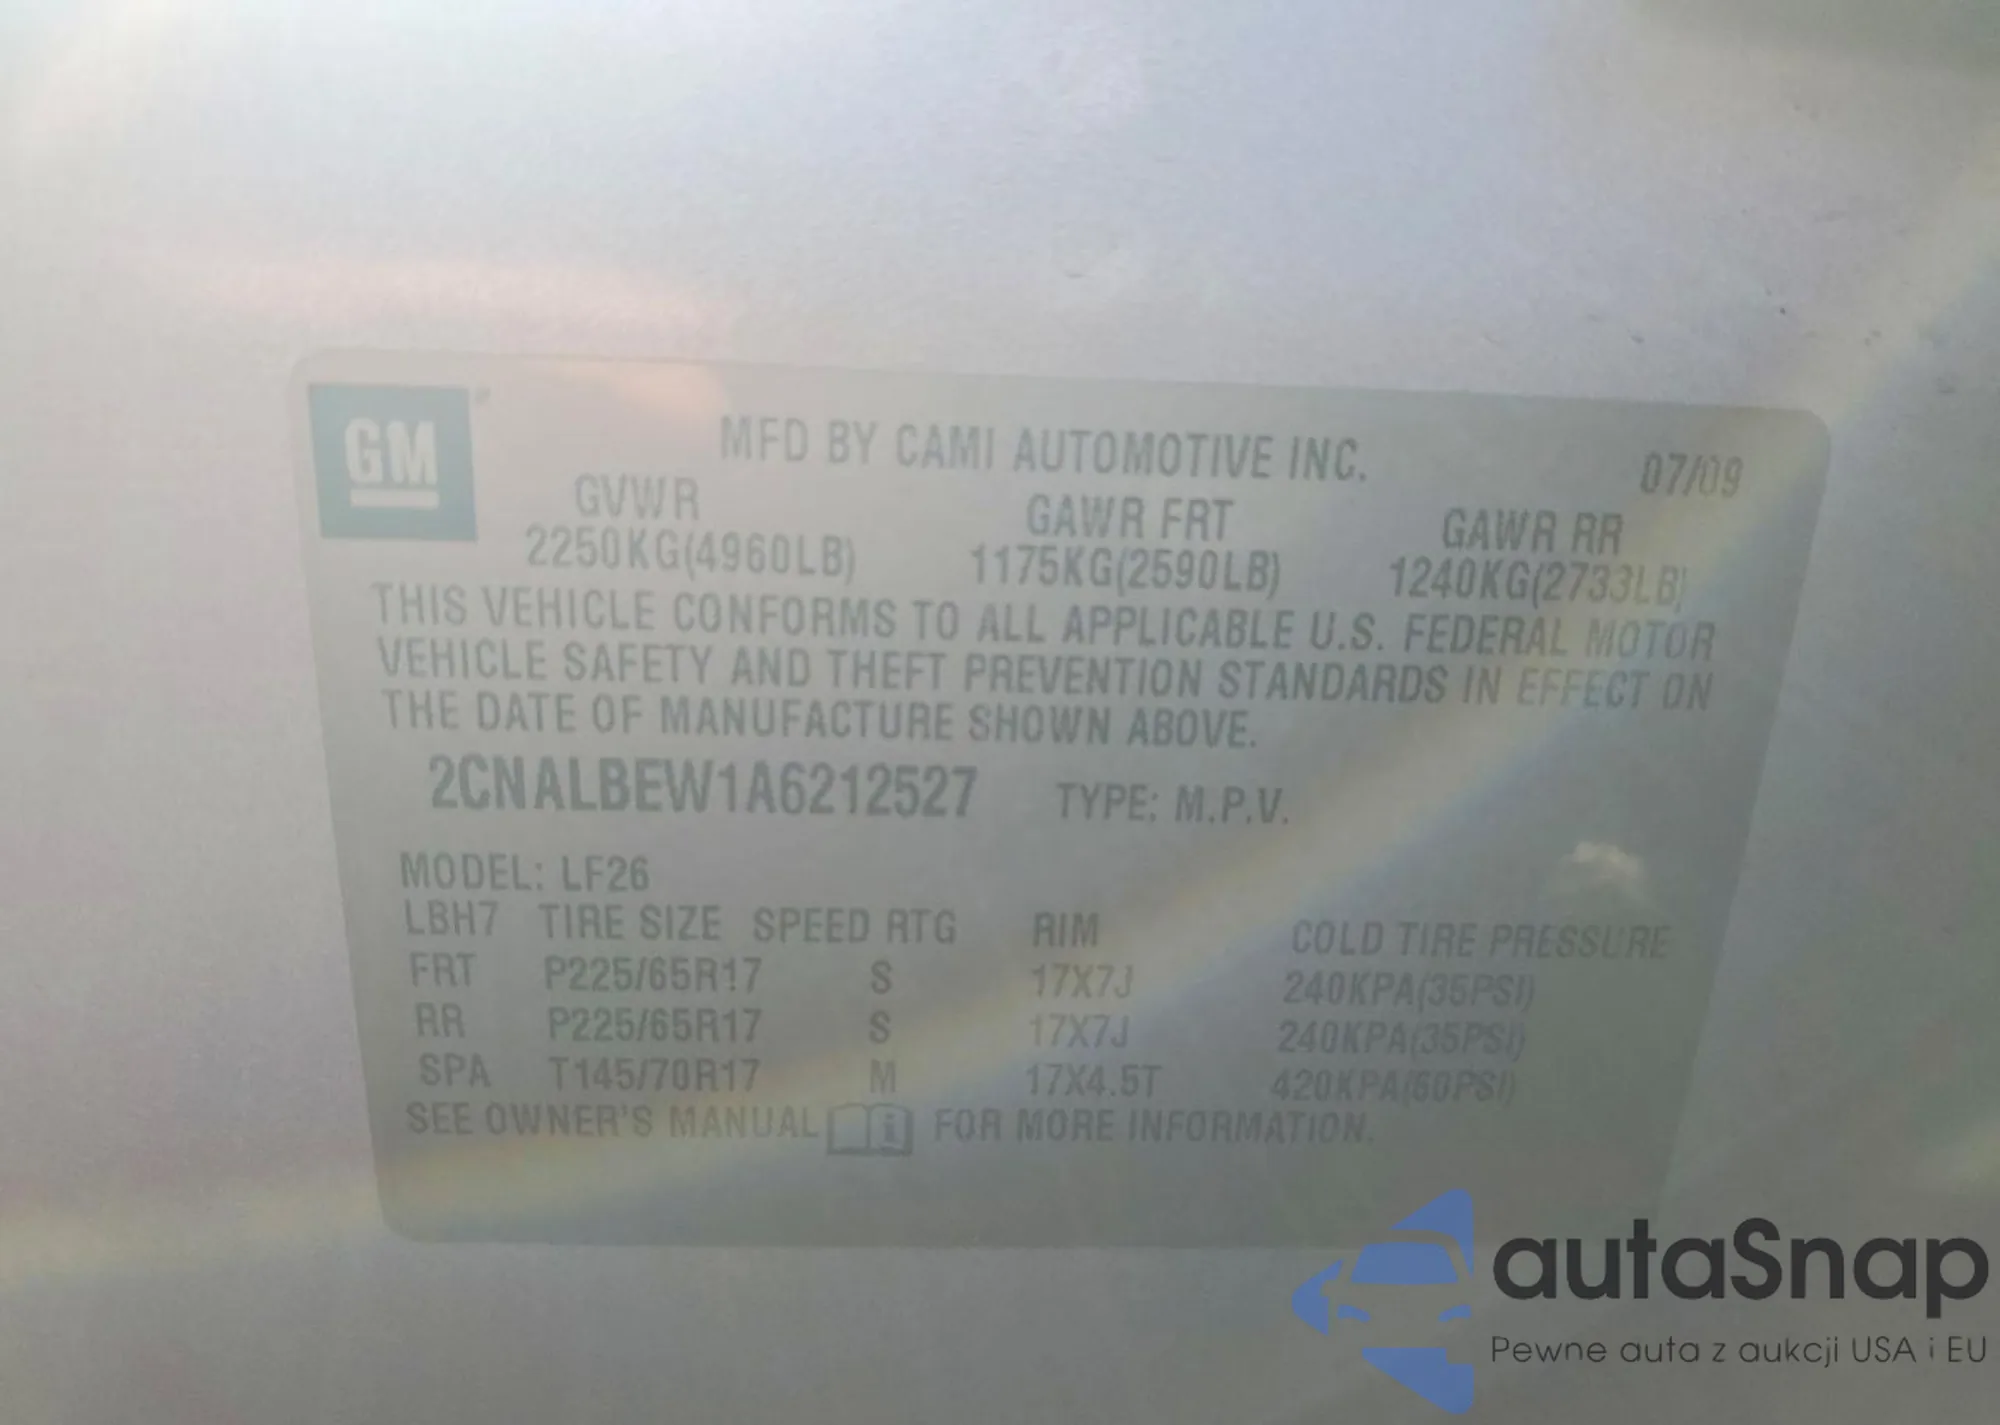 GM
MFD BY CAMI AUTOMOTIVE INC.
07/09
GVWR GAWR FRT GAWR RR
2250KG(4960LB) 1175KG(2590LB) 1240KG(2733LB)
THIS VEHICLE CONFORMS TO ALL APPLICABLE U.S. FEDERAL MOTOR
VEHICLE SAFETY AND THEFT PREVENTION STANDARDS IN EFFECT ON
THE DATE OF MANUFACTURE SHOWN ABOVE.
2CNALBEW1A6212527 TYPE: M.P.V.
MODEL: LF26
LBH7 TIRE SIZE SPEED RTG RIM COLD TIRE PRESSURE
FRT P225/65R17 S 17X7J 240KPA(35PSI)
RR P225/65R17 S 17X7J 240KPA(35PSI)
SPA T145/70R17 M 17X4.5T 420KPA(60PSI)
SEE OWNER'S MANUAL i FOR MORE INFORMATION.
autaSnap
Pewne auta z aukcji USA i EU